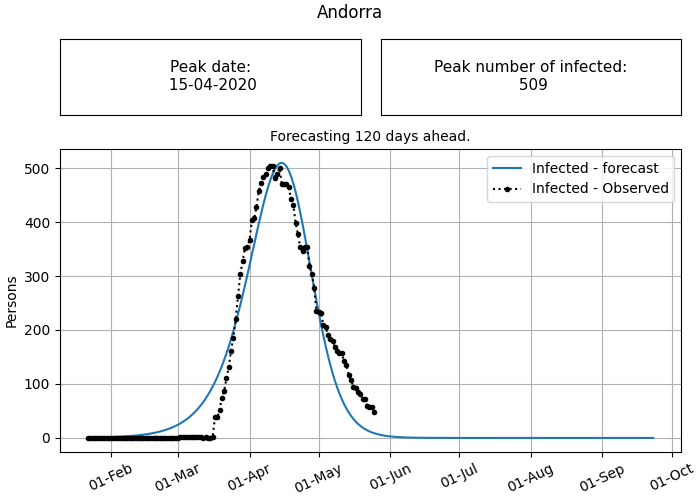 Andorra
Peak date:
15-04-2020
Peak number of infected:
509
Forecasting 120 days ahead.
Infected - forecast
Infected - Observed
Persons
500
400
300
200
100
0
01-Feb
01-Mar
01-Apr
01-May
01-Jun
01-Jul
01-Aug
01-Sep
01-Oct